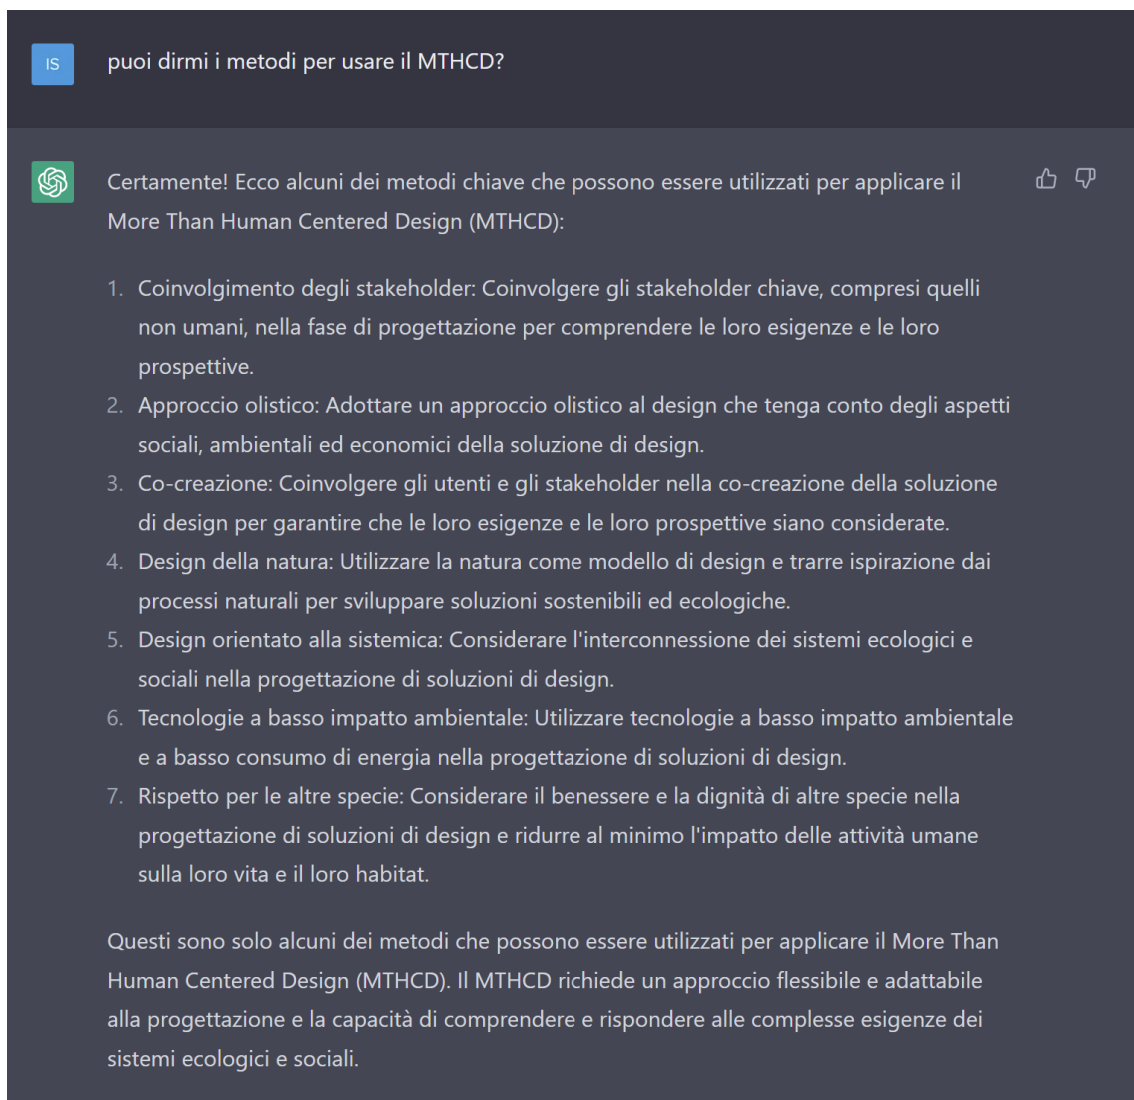 IS
puoi dirmi i metodi per usare il MTHCD?
Certamente! Ecco alcuni dei metodi chiave che possono essere utilizzati per applicare il
More Than Human Centered Design (MTHCD):
1. Coinvolgimento degli stakeholder: Coinvolgere gli stakeholder chiave, compresi quelli
non umani, nella fase di progettazione per comprendere le loro esigenze e le loro
prospettive.
2. Approccio olistico: Adottare un approccio olistico al design che tenga conto degli aspetti
sociali, ambientali ed economici della soluzione di design.
3. Co-creazione: Coinvolgere gli utenti e gli stakeholder nella co-creazione della soluzione
di design per garantire che le loro esigenze e le loro prospettive siano considerate.
4. Design della natura: Utilizzare la natura come modello di design e trarre ispirazione dai
processi naturali per sviluppare soluzioni sostenibili ed ecologiche.
5. Design orientato alla sistemica: Considerare l'interconnessione dei sistemi ecologici e
sociali nella progettazione di soluzioni di design.
6. Tecnologie a basso impatto ambientale: Utilizzare tecnologie a basso impatto ambientale
e a basso consumo di energia nella progettazione di soluzioni di design.
7. Rispetto per le altre specie: Considerare il benessere e la dignità di altre specie nella
progettazione di soluzioni di design e ridurre al minimo l'impatto delle attività umane
sulla loro vita e il loro habitat.
Questi sono solo alcuni dei metodi che possono essere utilizzati per applicare il More Than
Human Centered Design (MTHCD). Il MTHCD richiede un approccio flessibile e adattabile
alla progettazione e la capacità di comprendere e rispondere alle complesse esigenze dei
sistemi ecologici e sociali.